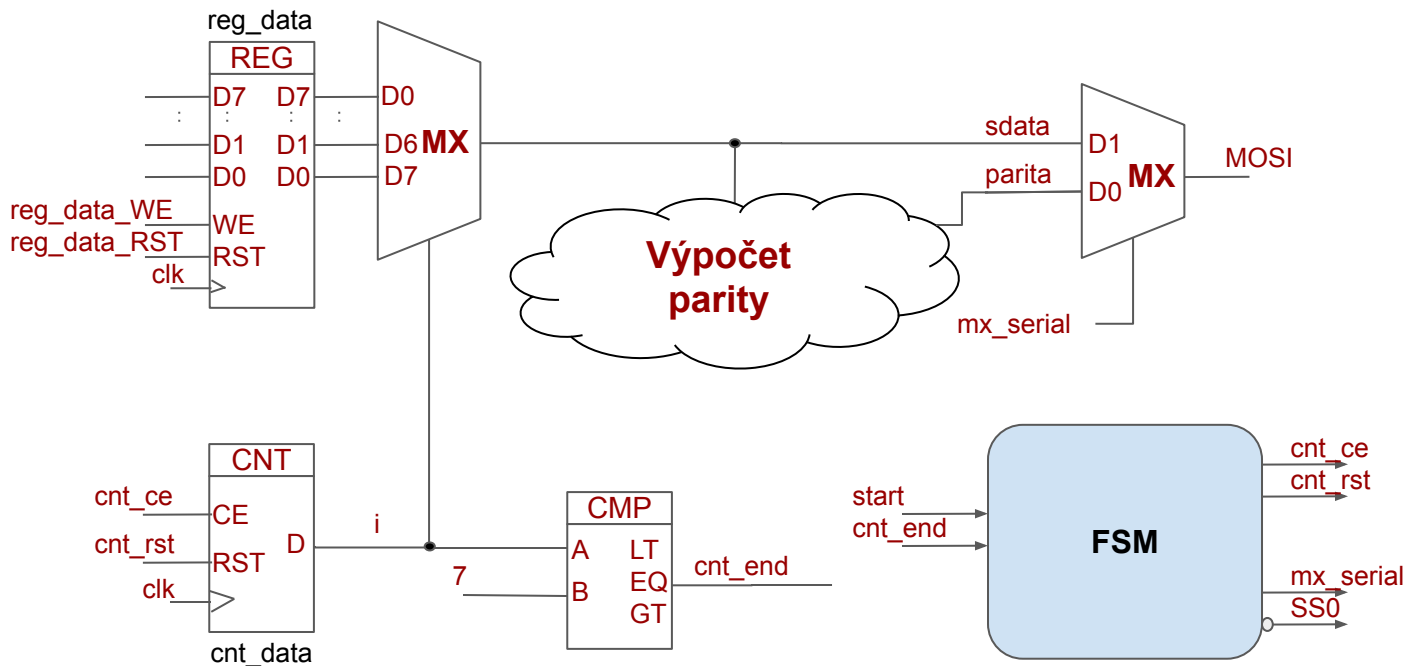 reg_data
REG
D7 D7 D0
: : :
D1 D1 D6 MX
D0 D0 D7
reg_data_WE WE
reg_data_RST RST
clk
sdata D1
parita D0 MX MOSI
Výpočet
parity
mx_serial
CNT
cnt_ce CE
cnt_rst RST D i
clk
cnt_data
CMP
A LT
7 B EQ cnt_end
GT
start
cnt_end
FSM
cnt_ce
cnt_rst
mx_serial
SS0